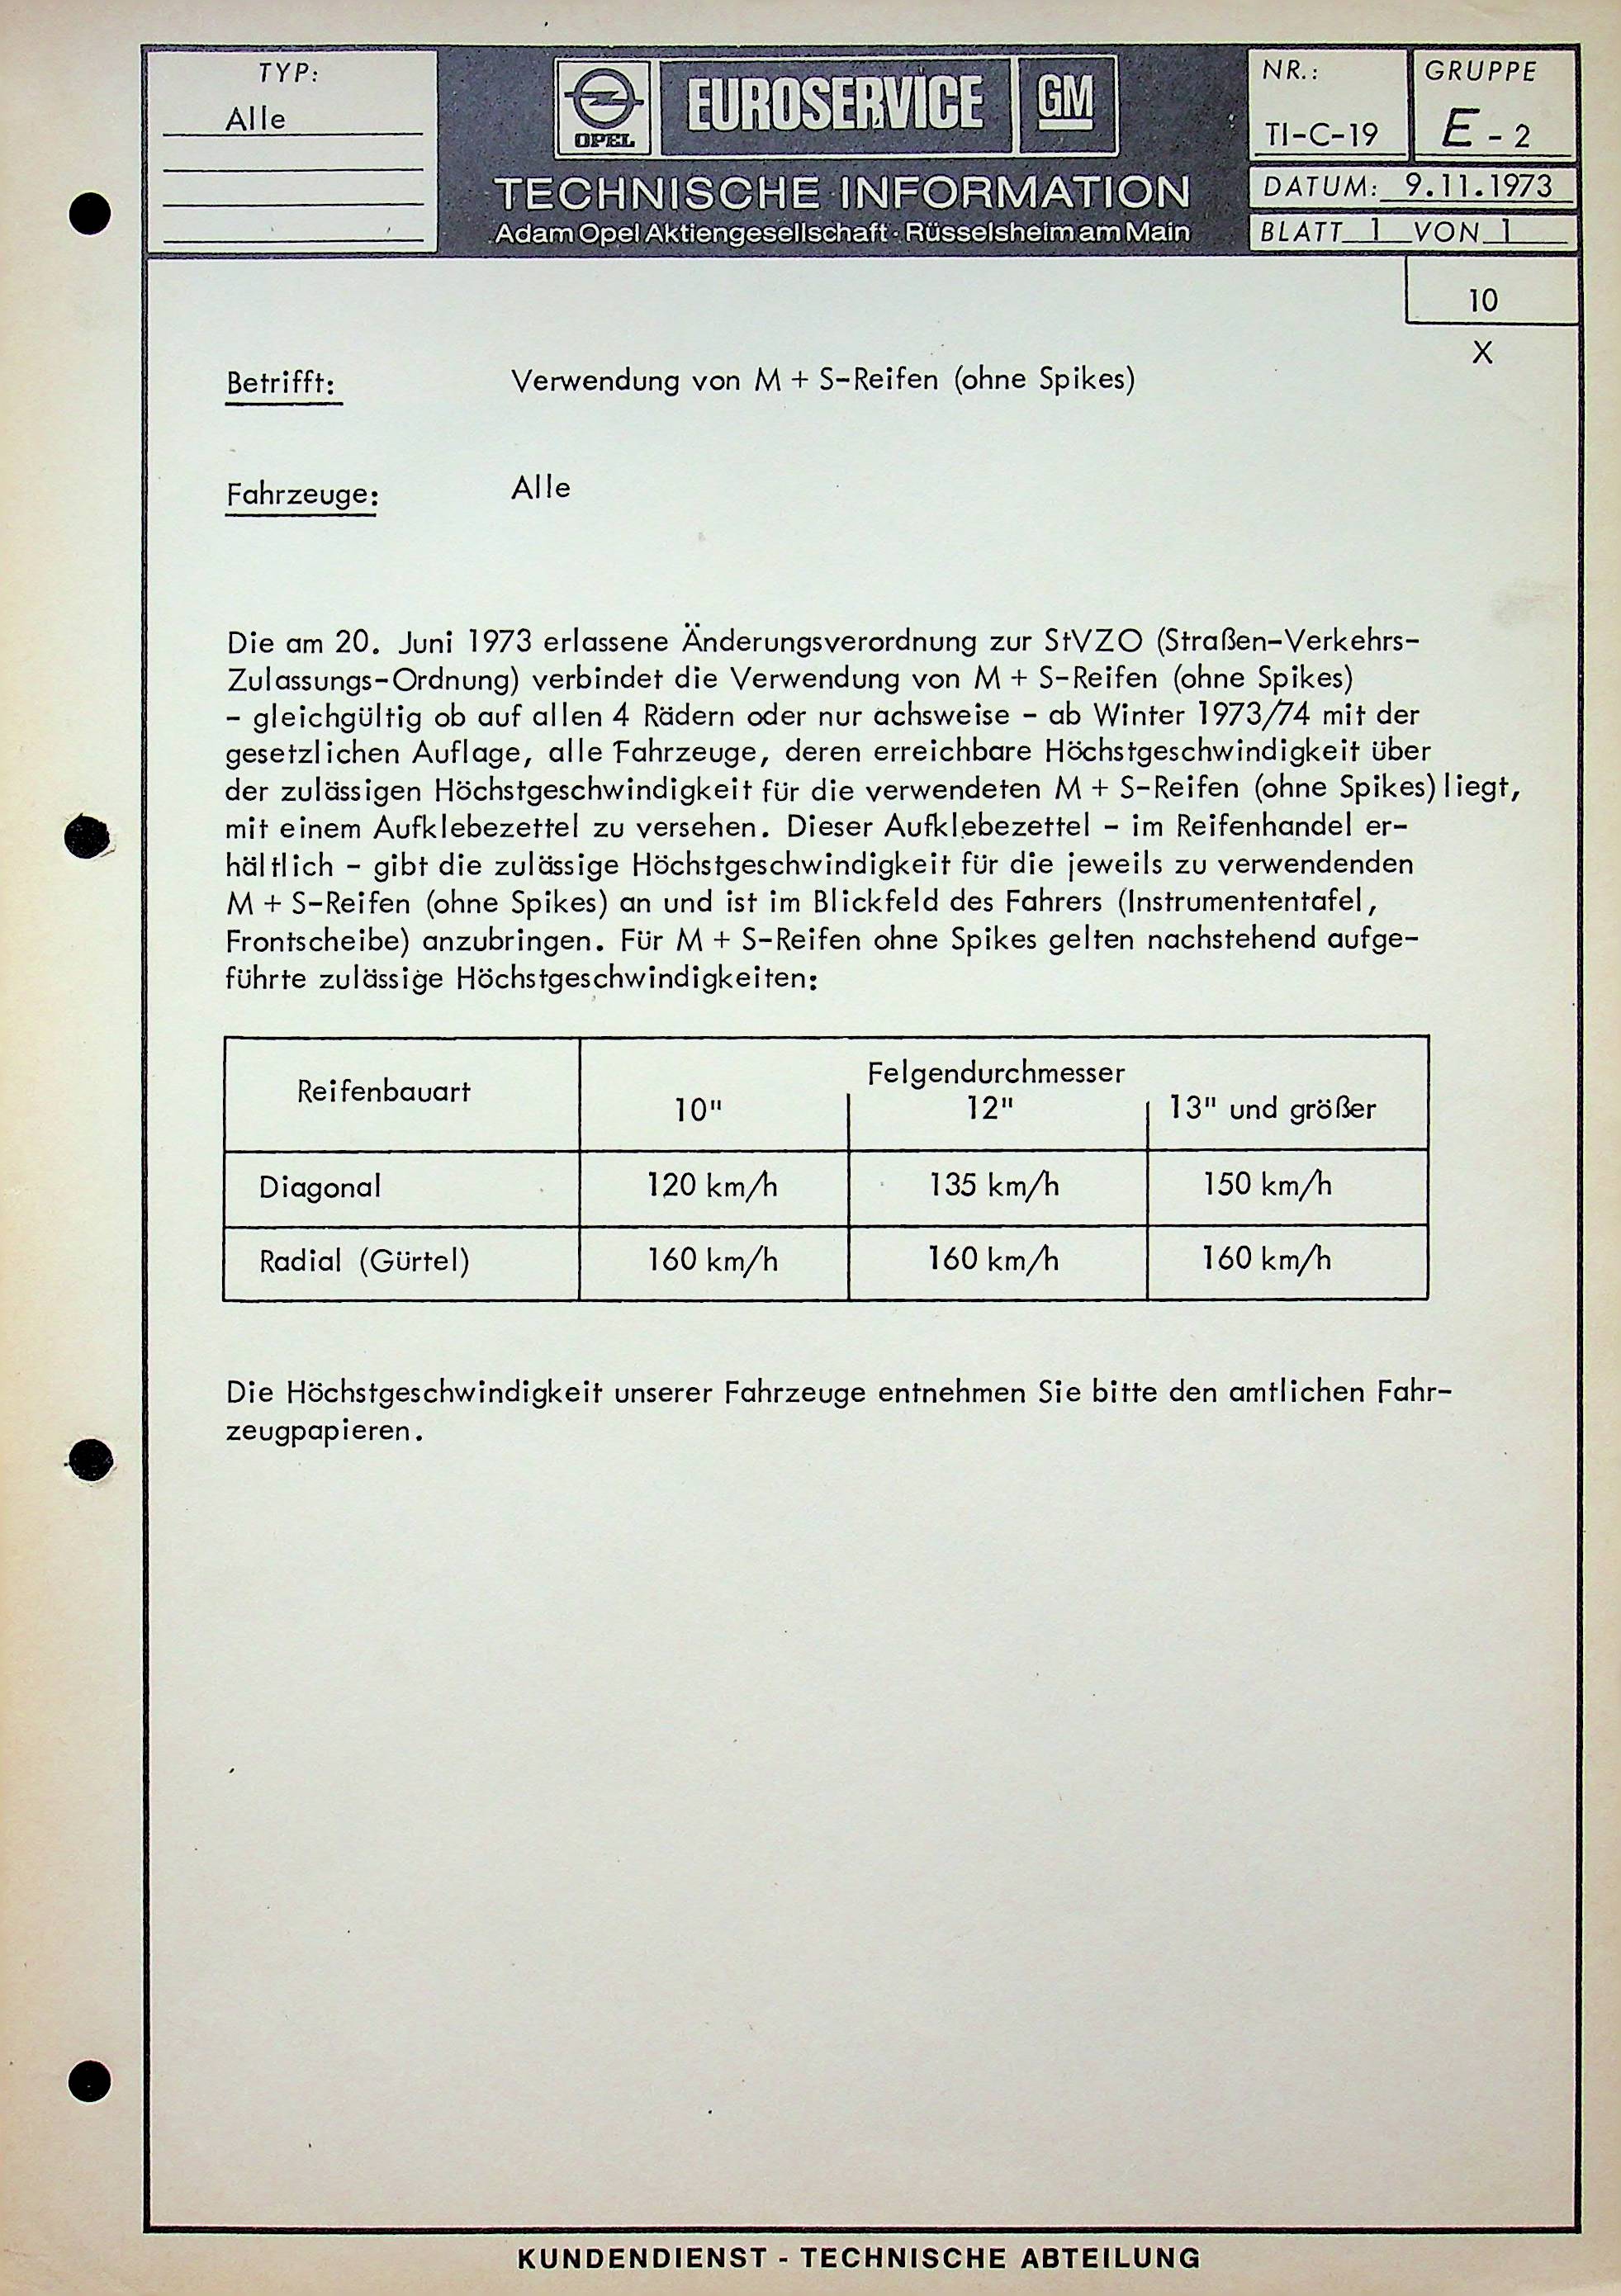 TYP:
Alle
OPEL
EUROSERVICE
GM
TECHNISCHE INFORMATION
Adam Opel Aktiengesellschaft · Rüsselsheim am Main
NR.:
TI-C-19
GRUPPE
E - 2
DATUM: 9.11.1973
BLATT 1 VON 1
10
X
Betrifft: Verwendung von M + S-Reifen (ohne Spikes)
Fahrzeuge: Alle
Die am 20. Juni 1973 erlassene Änderungsverordnung zur StVZO (Straßen-Verkehrs-
Zulassungs-Ordnung) verbindet die Verwendung von M + S-Reifen (ohne Spikes)
- gleichgültig ob auf allen 4 Rädern oder nur achsweise - ab Winter 1973/74 mit der
gesetzlichen Auflage, alle Fahrzeuge, deren erreichbare Höchstgeschwindigkeit über
der zulässigen Höchstgeschwindigkeit für die verwendeten M + S-Reifen (ohne Spikes) liegt,
mit einem Aufklebezettel zu versehen. Dieser Aufklebezettel - im Reifenhandel er-
hältlich - gibt die zulässige Höchstgeschwindigkeit für die jeweils zu verwendenden
M + S-Reifen (ohne Spikes) an und ist im Blickfeld des Fahrers (Instrumententafel,
Frontscheibe) anzubringen. Für M + S-Reifen ohne Spikes gelten nachstehend aufge-
führte zulässige Höchstgeschwindigkeiten:
Reifenbauart
Felgendurchmesser
10" 12" 13" und größer
Diagonal 120 km/h 135 km/h 150 km/h
Radial (Gürtel) 160 km/h 160 km/h 160 km/h
Die Höchstgeschwindigkeit unserer Fahrzeuge entnehmen Sie bitte den amtlichen Fahr-
zeugpapieren.
KUNDENDIENST - TECHNISCHE ABTEILUNG